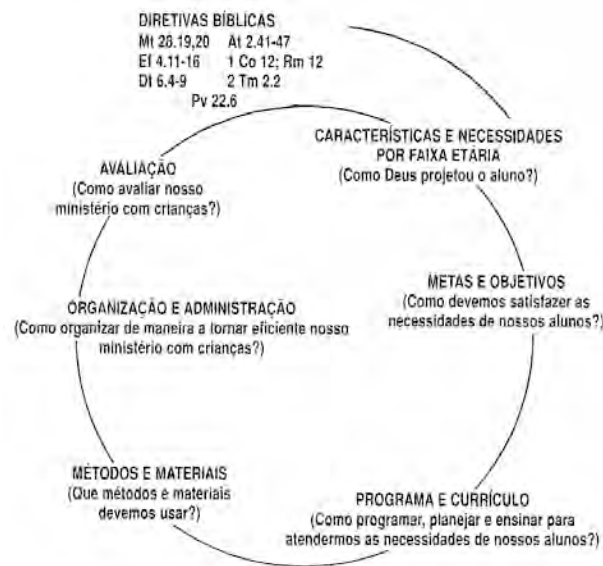 DIRETIVAS BÍBLICAS
Mt 28.19,20 At 2.41-47
Ef 4.11-16 1 Co 12; Rm 12
Dt 6.4-9 2 Tm 2.2
Pv 22.6
CARACTERÍSTICAS E NECESSIDADES
POR FAIXA ETÁRIA
(Como Deus projetou o aluno?)
METAS E OBJETIVOS
(Como devemos satisfazer as
necessidades de nossos alunos?)
PROGRAMA E CURRÍCULO
(Como programar, planejar e ensinar para
atendermos as necessidades de nossos alunos?)
MÉTODOS E MATERIAIS
(Que métodos e materiais
devemos usar?)
ORGANIZAÇÃO E ADMINISTRAÇÃO
(Como organizar de maneira a tornar eficiente nosso
ministério com crianças?)
AVALIAÇÃO
(Como avaliar nosso
ministério com crianças?)